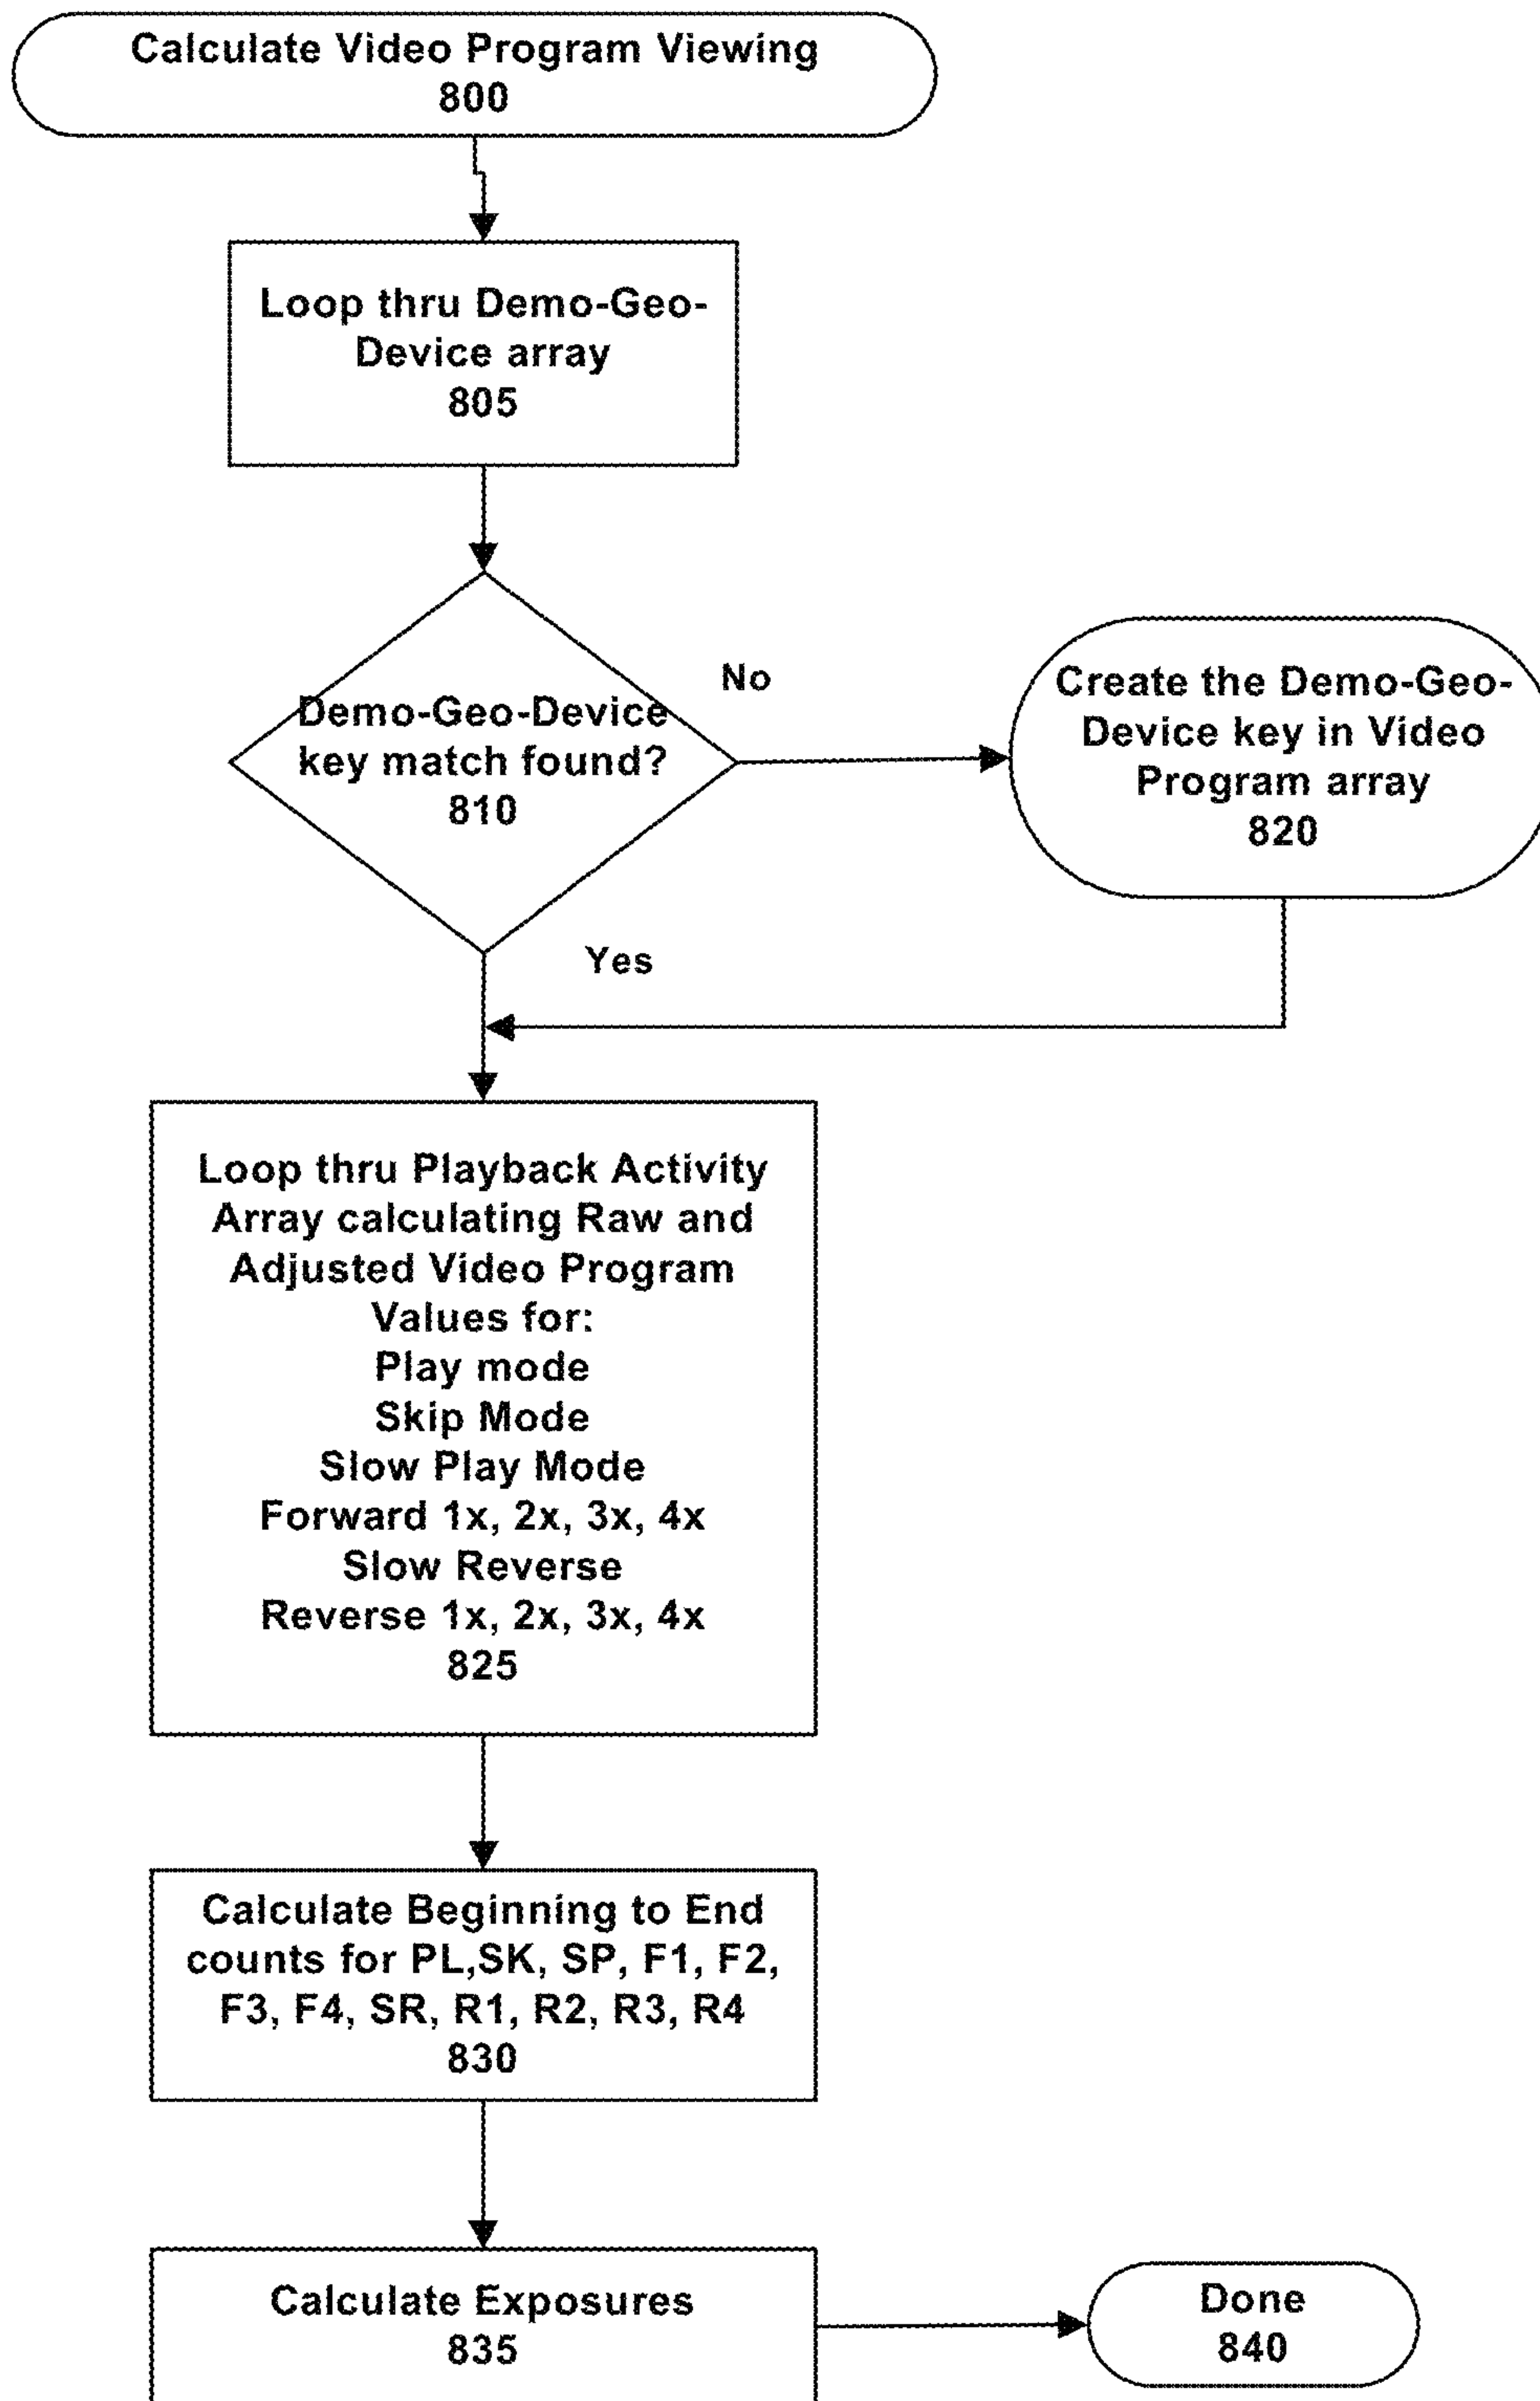 Calculate Video Program Viewing
800
Loop thru Demo-Geo-
Device array
805
Demo-Geo-Device
key match found?
810
No
Create the Demo-Geo-
Device key in Video
Program array
820
Yes
Loop thru Playback Activity
Array calculating Raw and
Adjusted Video Program
Values for:
Play mode
Skip Mode
Slow Play Mode
Forward 1x, 2x, 3x, 4x
Slow Reverse
Reverse 1x, 2x, 3x, 4x
825
Calculate Beginning to End
counts for PL,SK, SP, F1, F2,
F3, F4, SR, R1, R2, R3, R4
830
Calculate Exposures
835
Done
840